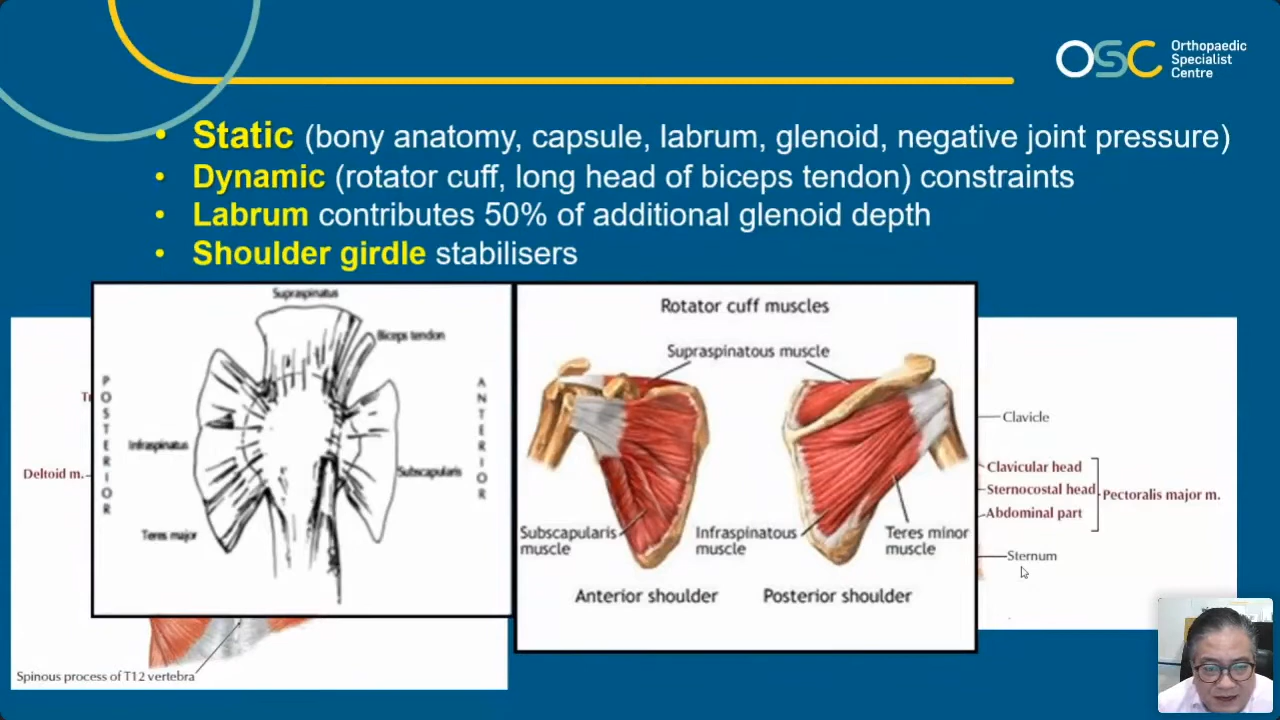 OSC Orthopaedic
Specialist
Centre
• Static (bony anatomy, capsule, labrum, glenoid, negative joint pressure)
• Dynamic (rotator cuff, long head of biceps tendon) constraints
• Labrum contributes 50% of additional glenoid depth
• Shoulder girdle stabilisers
Supraspinatus
Biceps tendon
POSTERIOR
ANTERIOR
Infraspinatus
Subscapularis
Teres major
Rotator cuff muscles
Supraspinatous muscle
Subscapularis
muscle
Infraspinatous
muscle
Teres minor
muscle
Anterior shoulder
Posterior shoulder
Deltoid m.
Spinous process of T12 vertebra
Clavicle
Clavicular head
Sternocostal head
Abdominal part
Pectoralis major m.
Sternum